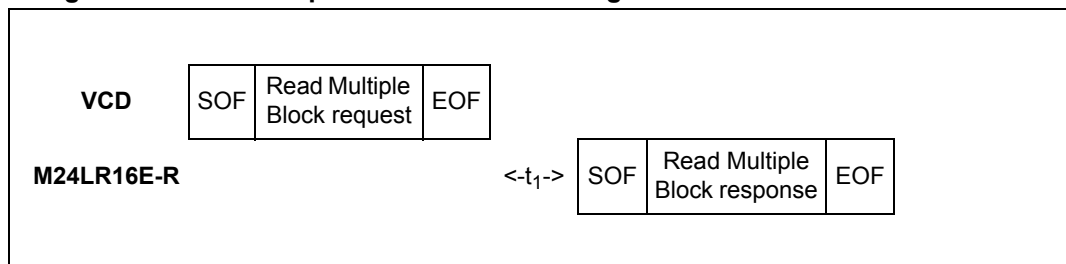 VCD SOF Read Multiple Block request EOF
M24LR16E-R <-t1-> SOF Read Multiple Block response EOF